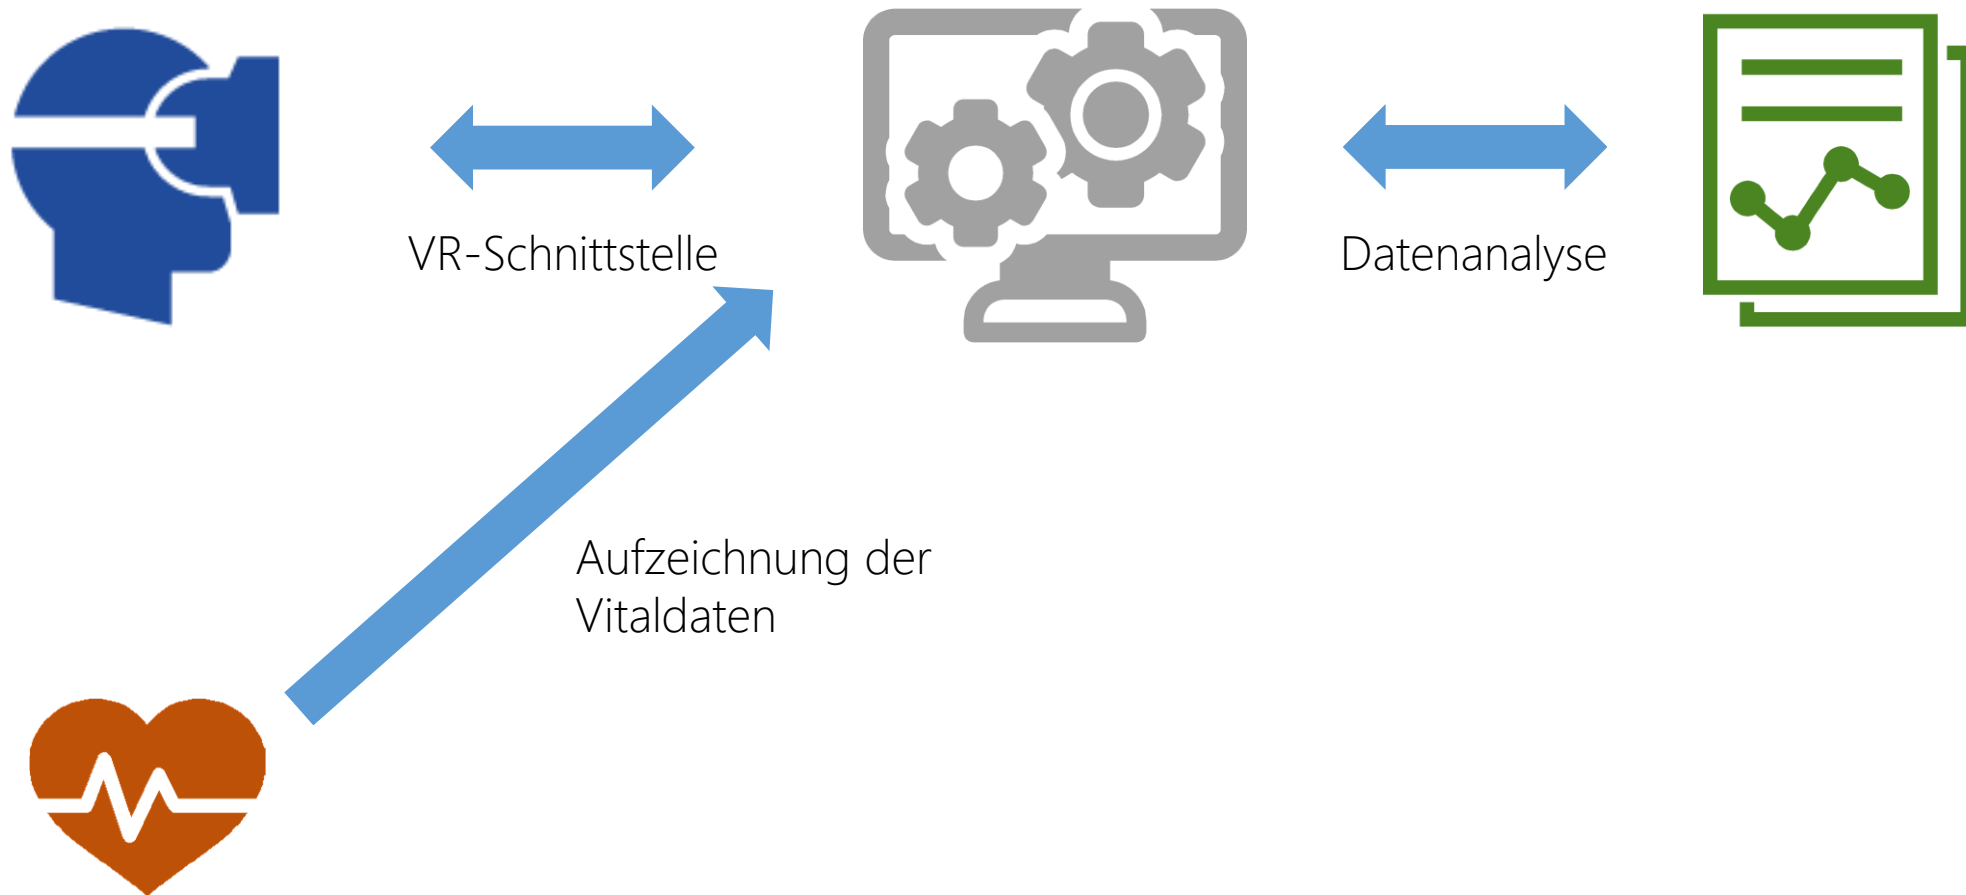 VR-Schnittstelle
Datenanalyse
Aufzeichnung der
Vitaldaten